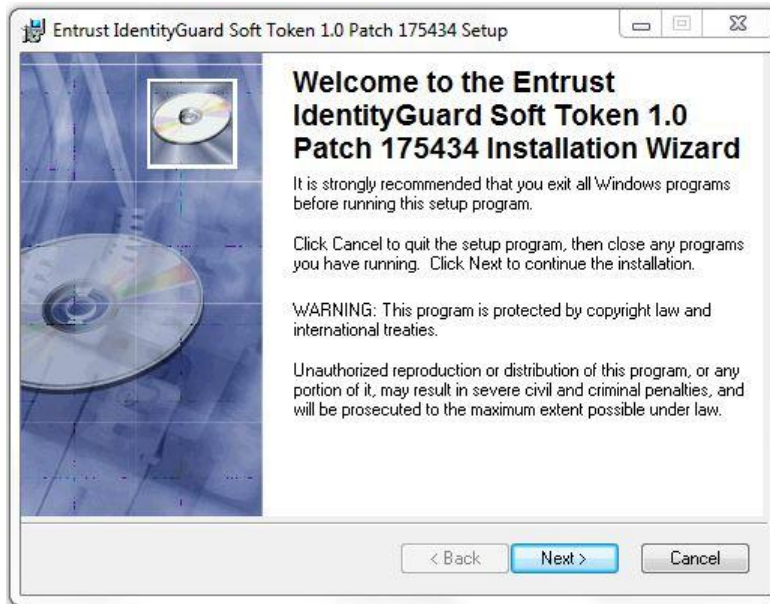 Entrust IdentityGuard Soft Token 1.0 Patch 175434 Setup
Welcome to the Entrust
IdentityGuard Soft Token 1.0
Patch 175434 Installation Wizard
It is strongly recommended that you exit all Windows programs
before running this setup program.
Click Cancel to quit the setup program, then close any programs
you have running. Click Next to continue the installation.
WARNING: This program is protected by copyright law and
international treaties.
Unauthorized reproduction or distribution of this program, or any
portion of it, may result in severe civil and criminal penalties, and
will be prosecuted to the maximum extent possible under law.
< Back Next > Cancel